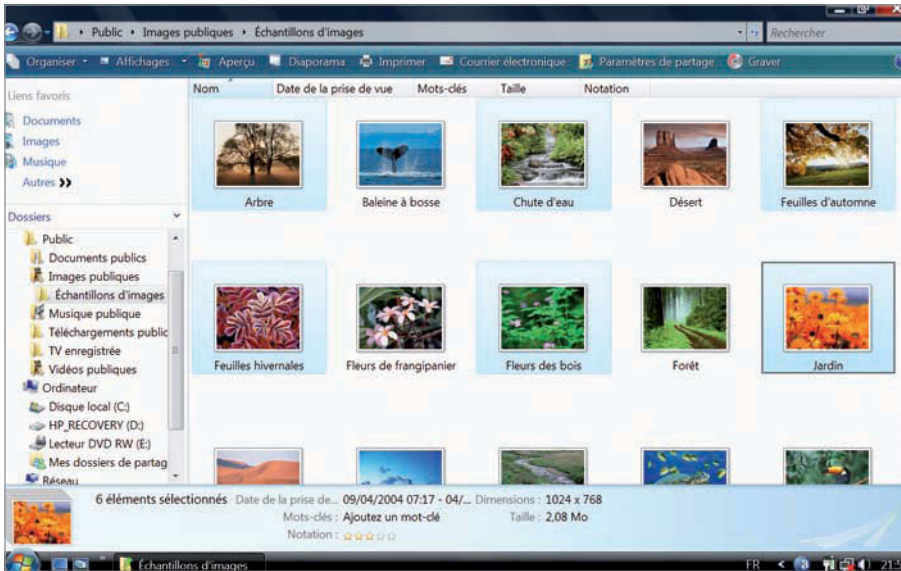 Public ▸ Images publiques ▸ Échantillons d'images
Rechercher
Organiser Affichages Aperçu Diaporama Imprimer Courrier électronique Paramètres de partage Graver
Liens favoris
Documents
Images
Musique
Autres
Dossiers
Public
Documents publics
Images publiques
Échantillons d'images
Musique publique
Téléchargements public
TV enregistrée
Vidéos publiques
Ordinateur
Disque local (C:)
HP_RECOVERY (D:)
Lecteur DVD RW (E:)
Mes dossiers de partag
Réseau
Nom Date de la prise de vue Mots-clés Taille Notation
Arbre Baleine à bosse Chute d'eau Désert Feuilles d'automne
Feuilles hivernales Fleurs de frangipanier Fleurs des bois Forêt Jardin
6 éléments sélectionnés Date de la prise de... 09/04/2004 07:17 - 04/... Dimensions : 1024 x 768
Mots-clés : Ajoutez un mot-clé Taille : 2,08 Mo
Notation :
Échantillons d'images FR 21:5